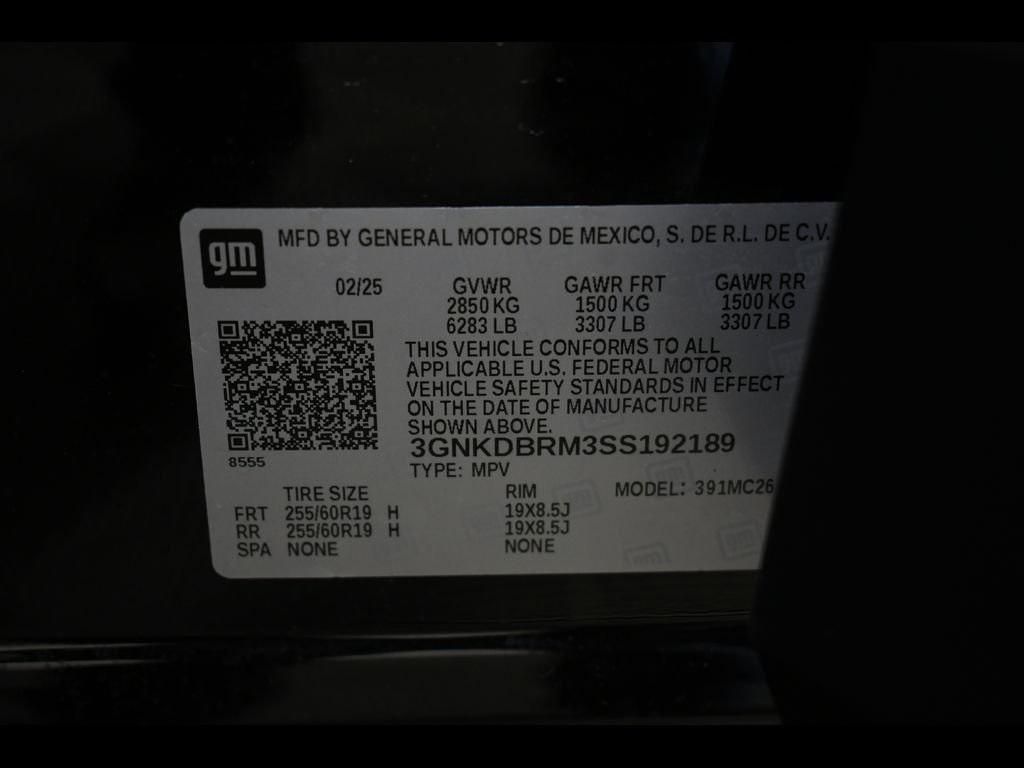 gm
MFD BY GENERAL MOTORS DE MEXICO, S. DE R.L. DE C.V.
02/25 GVWR GAWR FRT GAWR RR
2850 KG 1500 KG 1500 KG
6283 LB 3307 LB 3307 LB
THIS VEHICLE CONFORMS TO ALL
APPLICABLE U.S. FEDERAL MOTOR
VEHICLE SAFETY STANDARDS IN EFFECT
ON THE DATE OF MANUFACTURE
SHOWN ABOVE.
3GNKDBRM3SS192189
8555
TYPE: MPV
TIRE SIZE RIM MODEL: 391MC26
FRT 255/60R19 H 19X8.5J
RR 255/60R19 H 19X8.5J
SPA NONE NONE